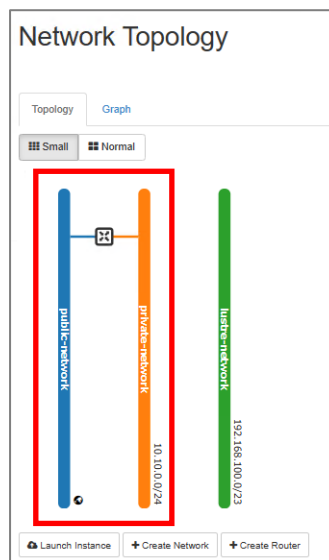 Network Topology
Topology
Graph
Small
Normal
public-network
private-network
10.10.0.0/24
lustre-network
192.168.100.0/23
Launch Instance
+ Create Network
+ Create Router